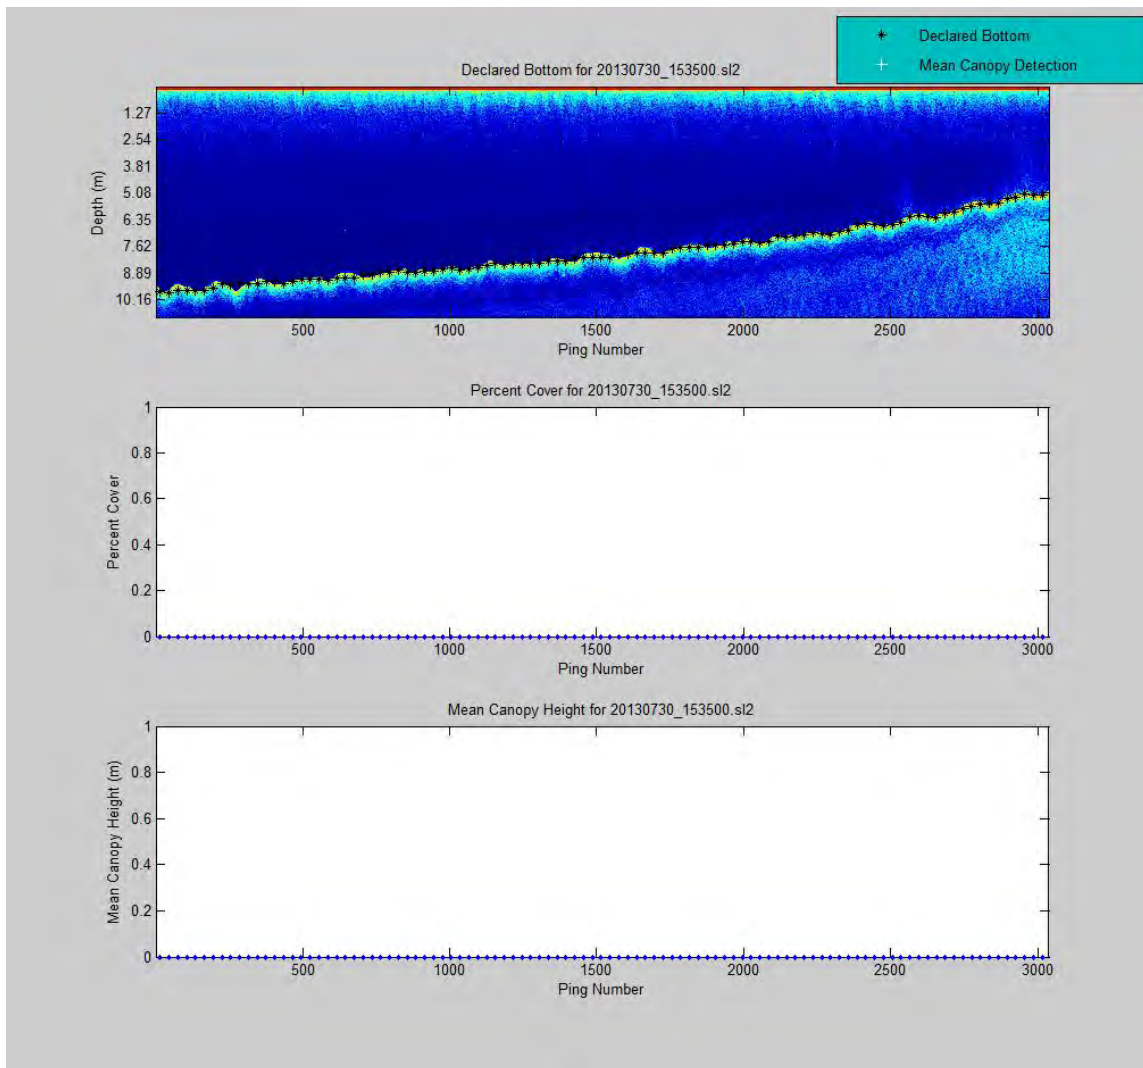 Declared Bottom
Mean Canopy Detection
Declared Bottom for 20130730_153500.sl2
Depth (m)
1.27
2.54
3.81
5.08
6.35
7.62
8.89
10.16
500 1000 1500 2000 2500 3000
Ping Number
Percent Cover for 20130730_153500.sl2
Percent Cover
1
0.8
0.6
0.4
0.2
0
500 1000 1500 2000 2500 3000
Ping Number
Mean Canopy Height for 20130730_153500.sl2
Mean Canopy Height (m)
1
0.8
0.6
0.4
0.2
0
500 1000 1500 2000 2500 3000
Ping Number